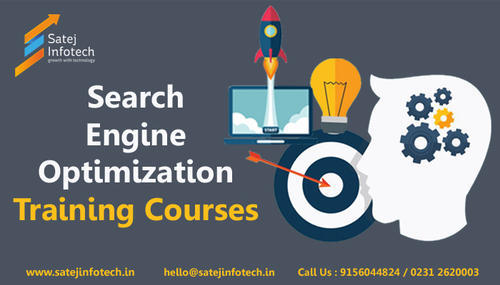 Satej
Infotech
growing with technology
Search
Engine
Optimization
Training Courses
START
www.satejinfotech.in hello@satejinfotech.in Call Us : 9156044824 / 0231 2620003